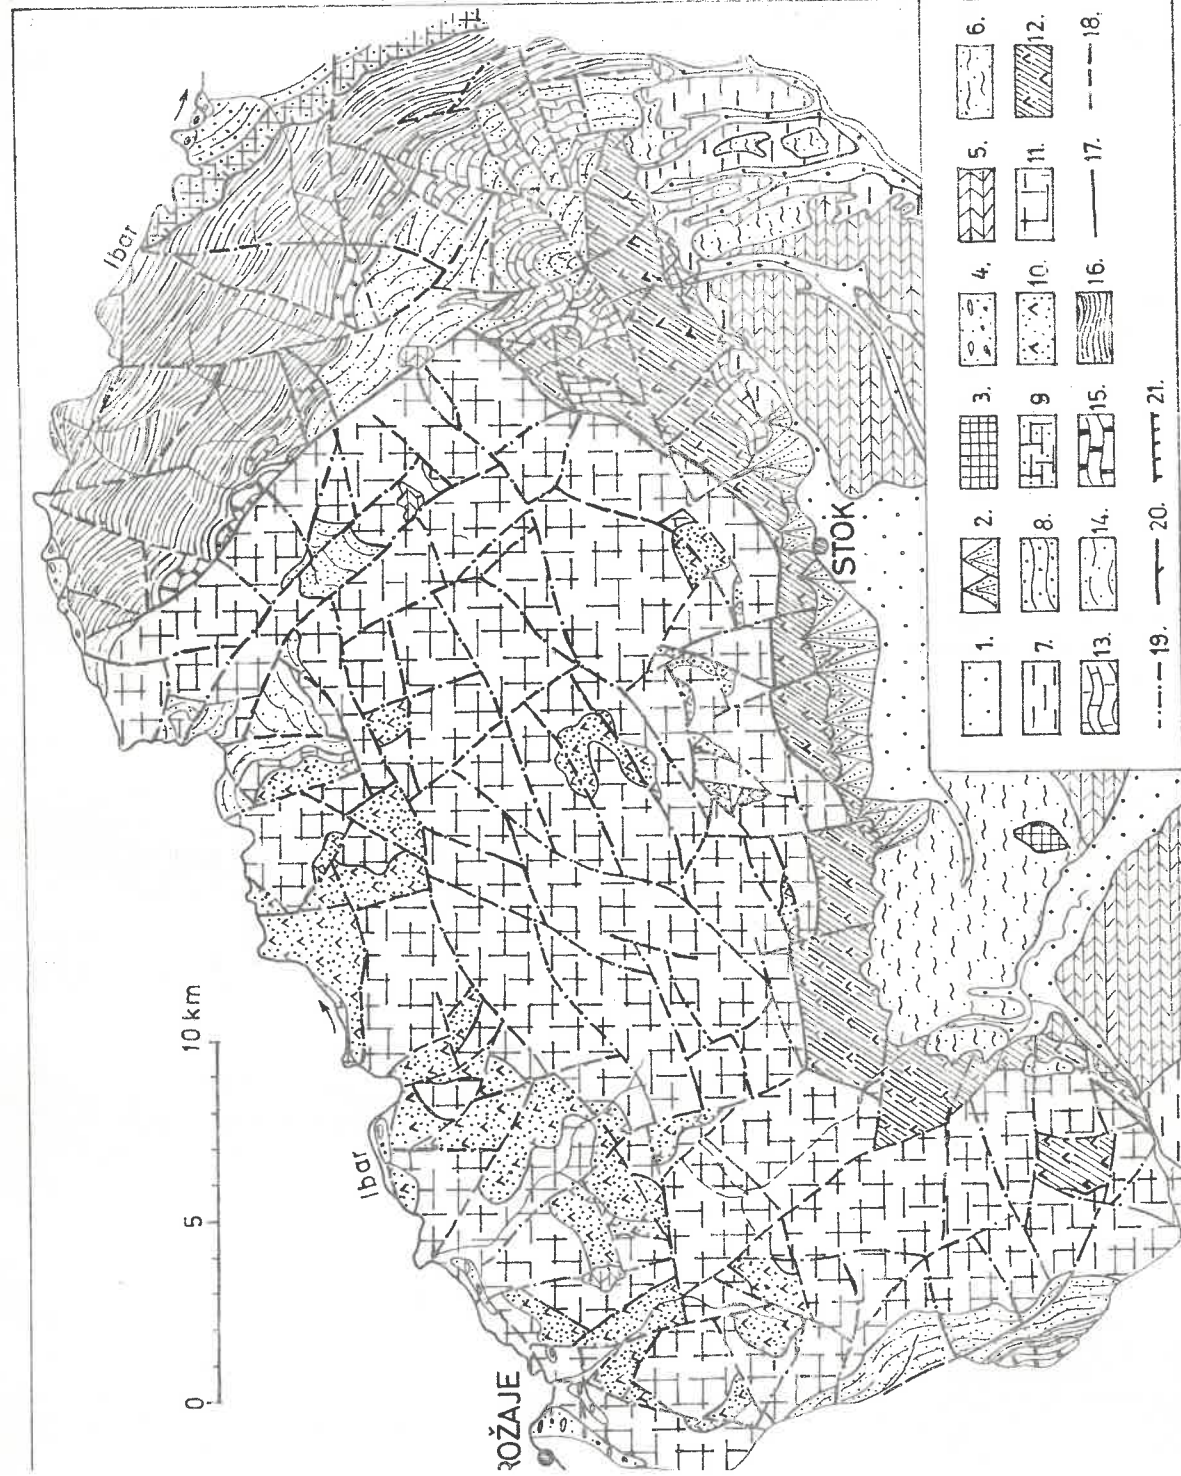 Ibar
Ibar
0 5 10 km
ROŽAJE
ISTOK
1. 2. 3. 4. 5. 6.
7. 8. 9 10. 11. 12.
13. 14. 15. 16. 17. 18.
19. 20. 21.